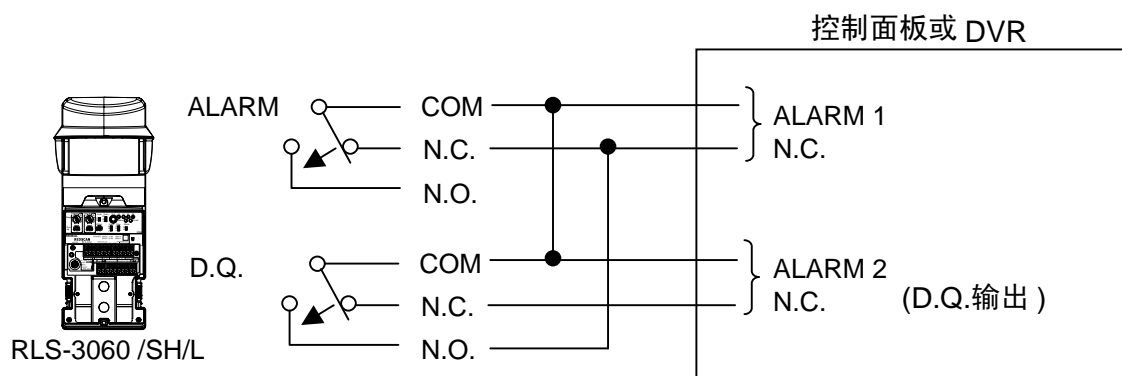 控制面板或 DVR
ALARM
COM
N.C.
N.O.
ALARM 1
N.C.
D.Q.
COM
N.C.
N.O.
ALARM 2
N.C.
(D.Q.输出 )
RLS-3060 /SH/L